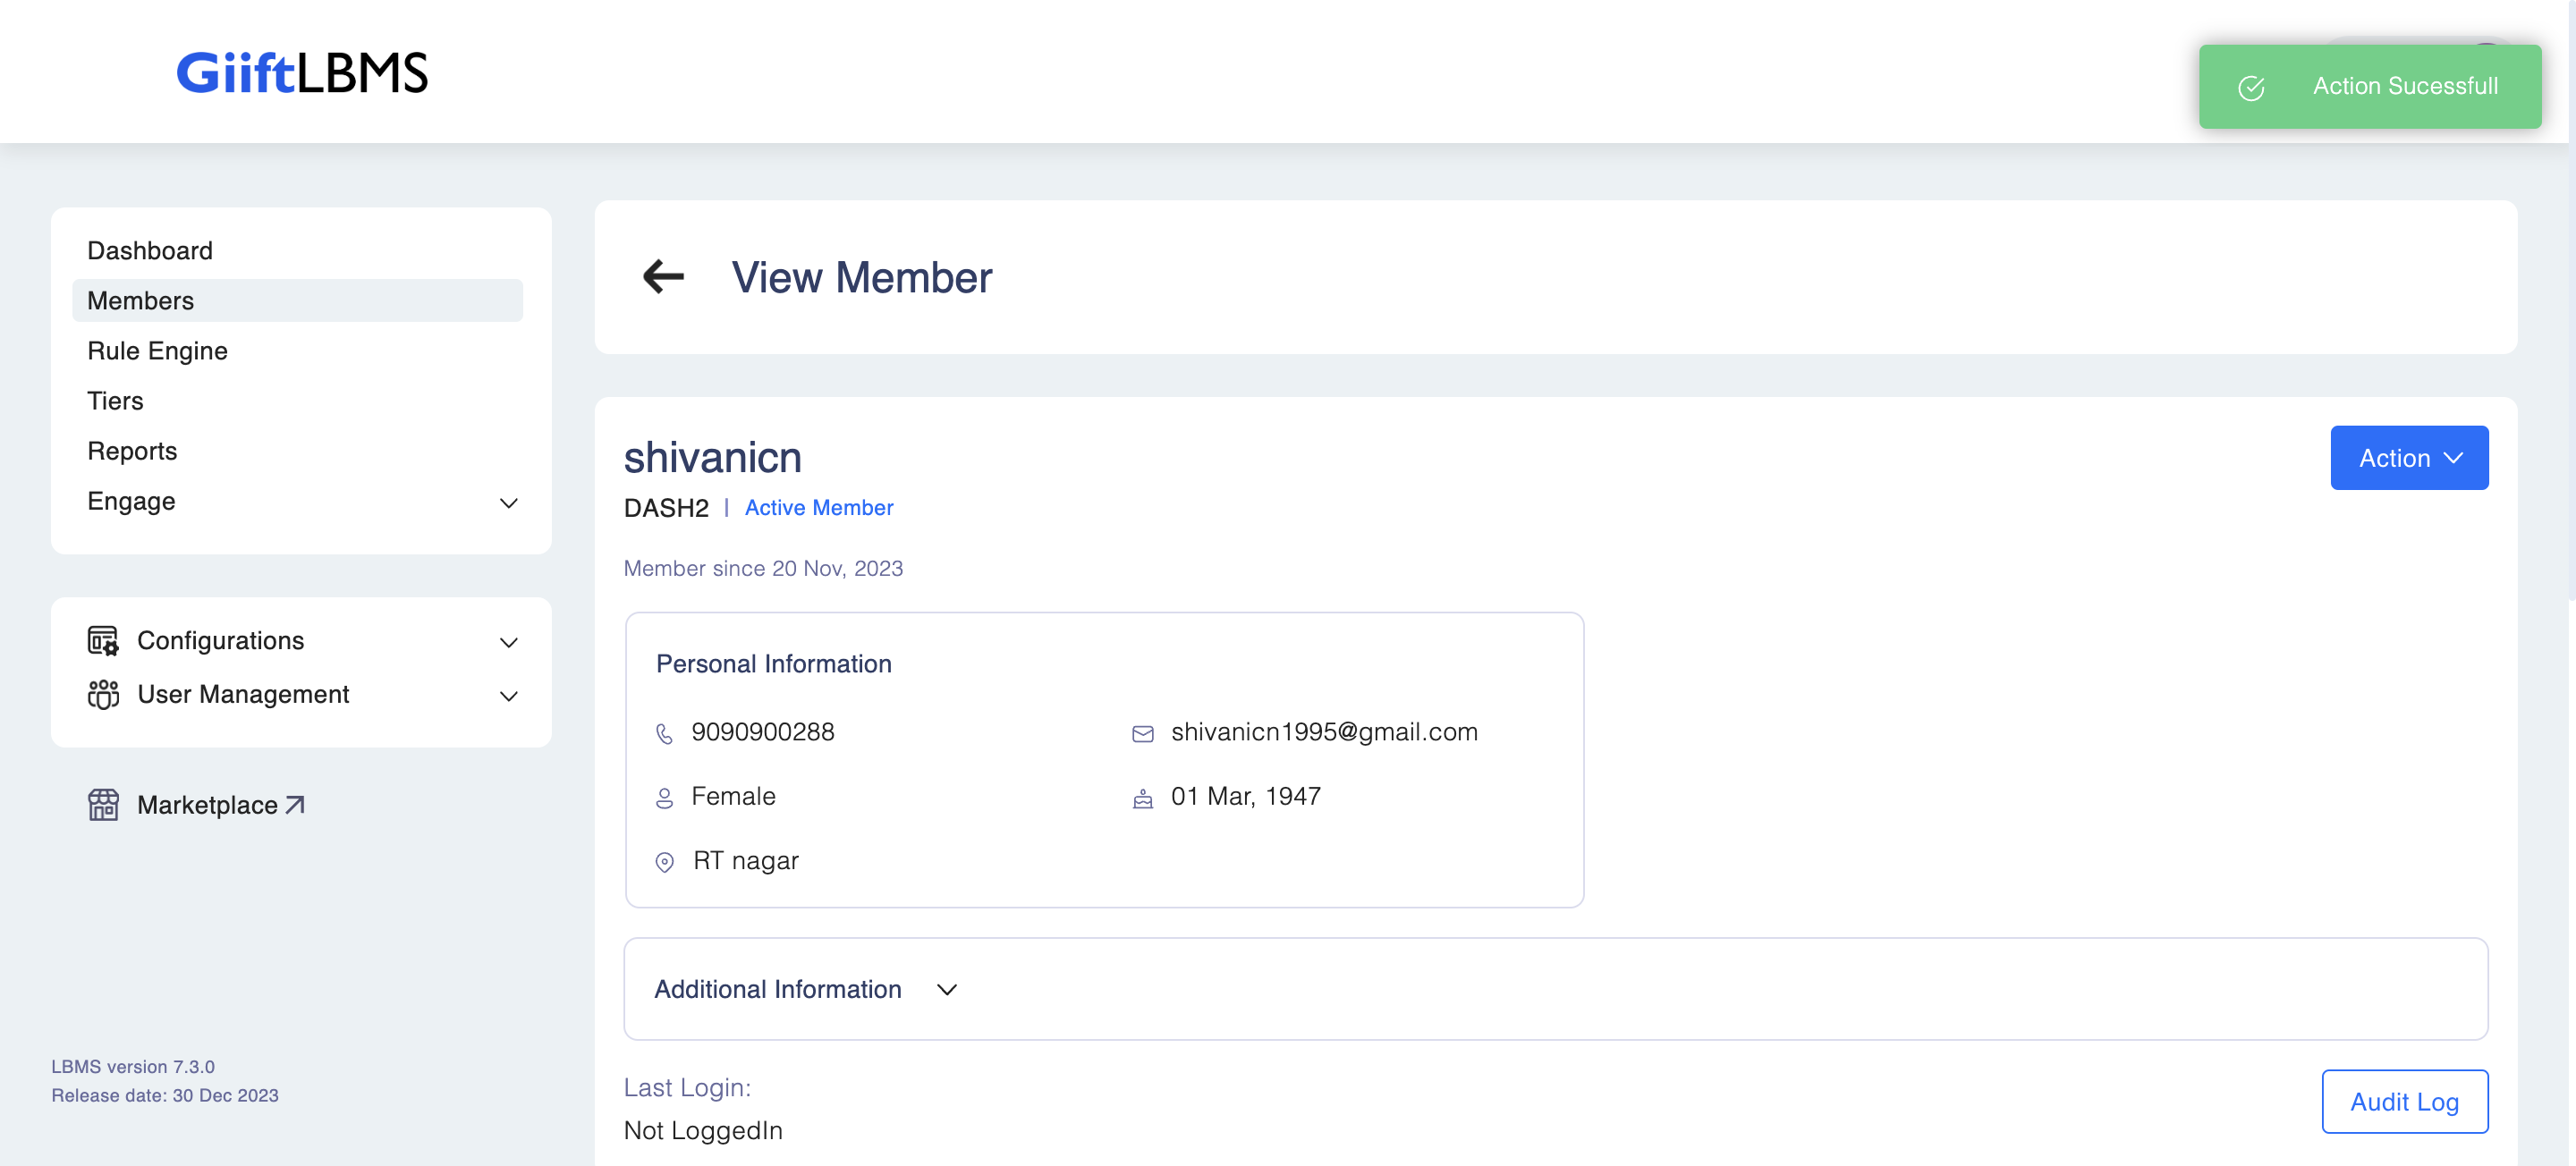 GiiftLBMS
Action Sucessfull
Dashboard
Members
Rule Engine
Tiers
Reports
Engage
Configurations
User Management
Marketplace
LBMS version 7.3.0
Release date: 30 Dec 2023
View Member
shivanicn
Action
DASH2 | Active Member
Member since 20 Nov, 2023
Personal Information
9090900288
shivanicn1995@gmail.com
Female
01 Mar, 1947
RT nagar
Additional Information
Last Login:
Not LoggedIn
Audit Log